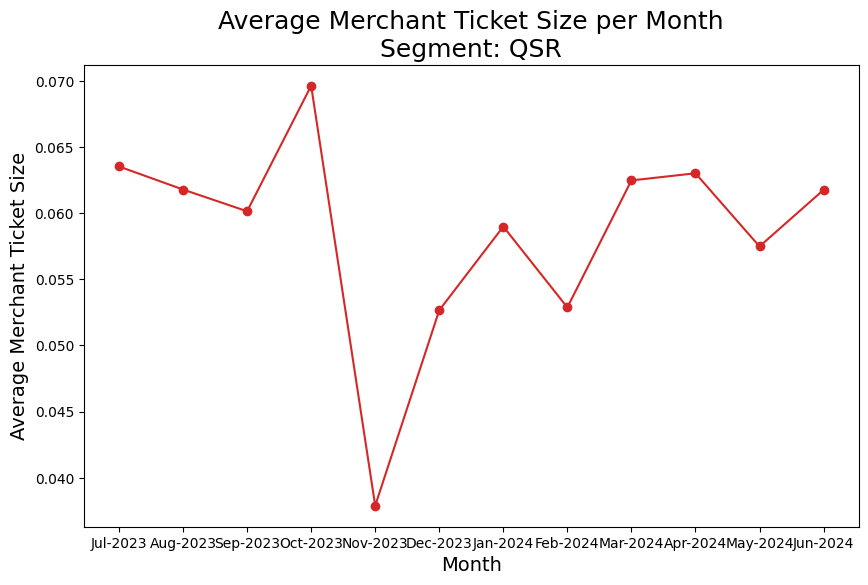 Average Merchant Ticket Size per Month
Segment: QSR
Average Merchant Ticket Size
0.070
0.065
0.060
0.055
0.050
0.045
0.040
Jul-2023 Aug-2023 Sep-2023 Oct-2023 Nov-2023 Dec-2023 Jan-2024 Feb-2024 Mar-2024 Apr-2024 May-2024 Jun-2024
Month